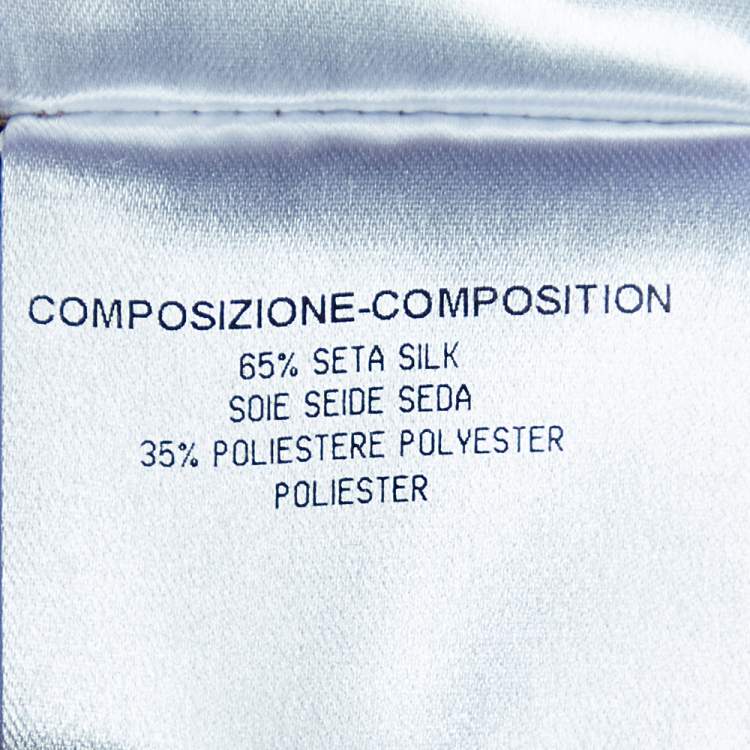 COMPOSIZIONE-COMPOSITION
65% SETA SILK
SOIE SEIDE SEDA
35% POLIESTERE POLYESTER
POLIESTER